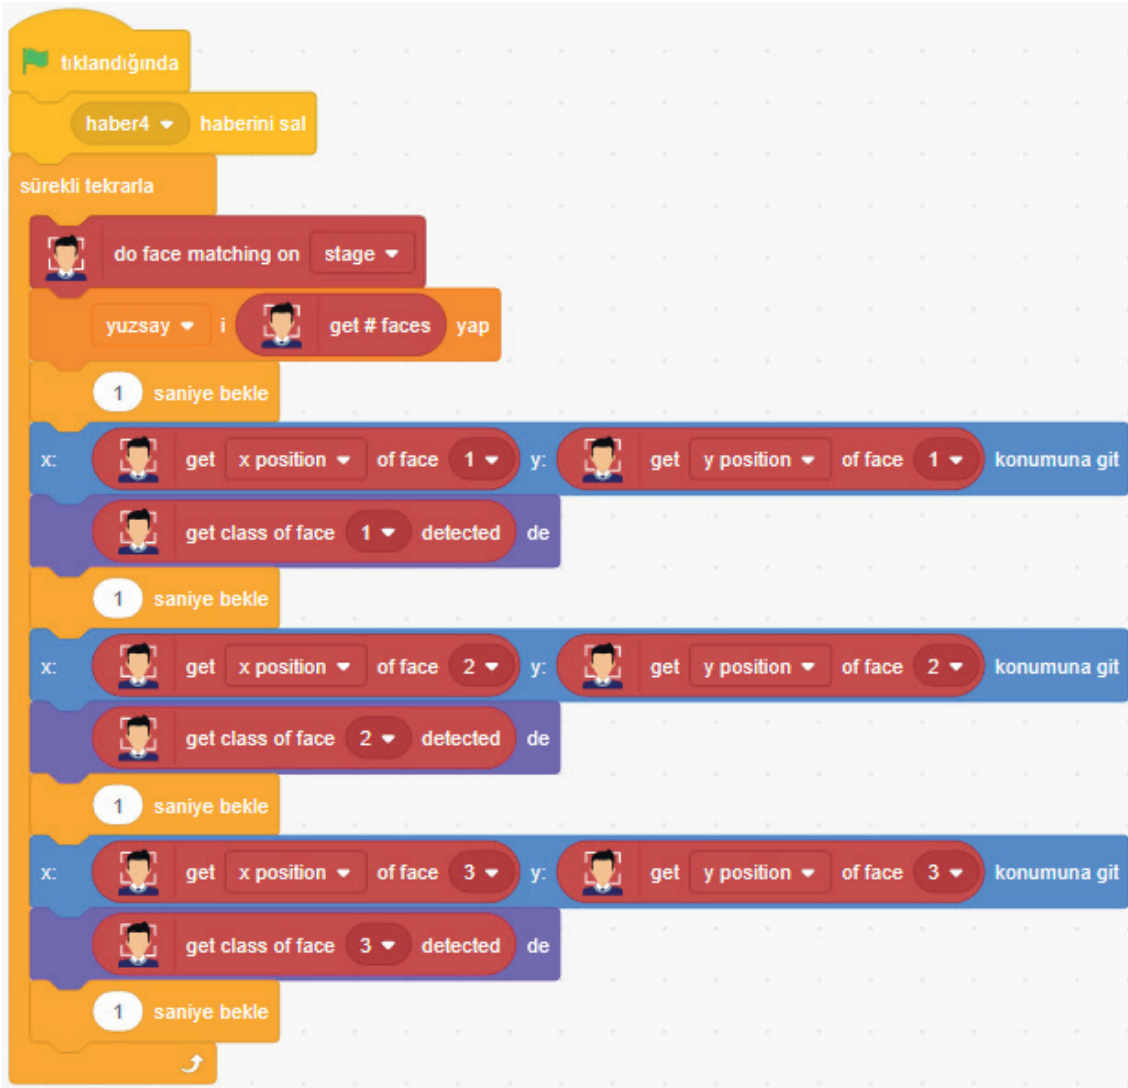 tıklandığında
haber4 haberini sal
sürekli tekrarla
do face matching on stage
yuzsay i get # faces yap
1 saniye bekle
x: get x position of face 1 y: get y position of face 1 konumuna git
get class of face 1 detected de
1 saniye bekle
x: get x position of face 2 y: get y position of face 2 konumuna git
get class of face 2 detected de
1 saniye bekle
x: get x position of face 3 y: get y position of face 3 konumuna git
get class of face 3 detected de
1 saniye bekle